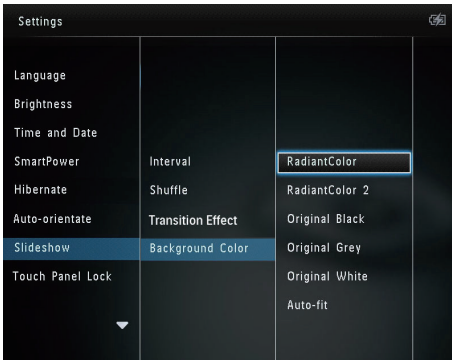 Settings
Language
Brightness
Time and Date
SmartPower
Hibernate
Auto-orientate
Slideshow
Touch Panel Lock
Interval
Shuffle
Transition Effect
Background Color
RadiantColor
RadiantColor 2
Original Black
Original Grey
Original White
Auto-fit